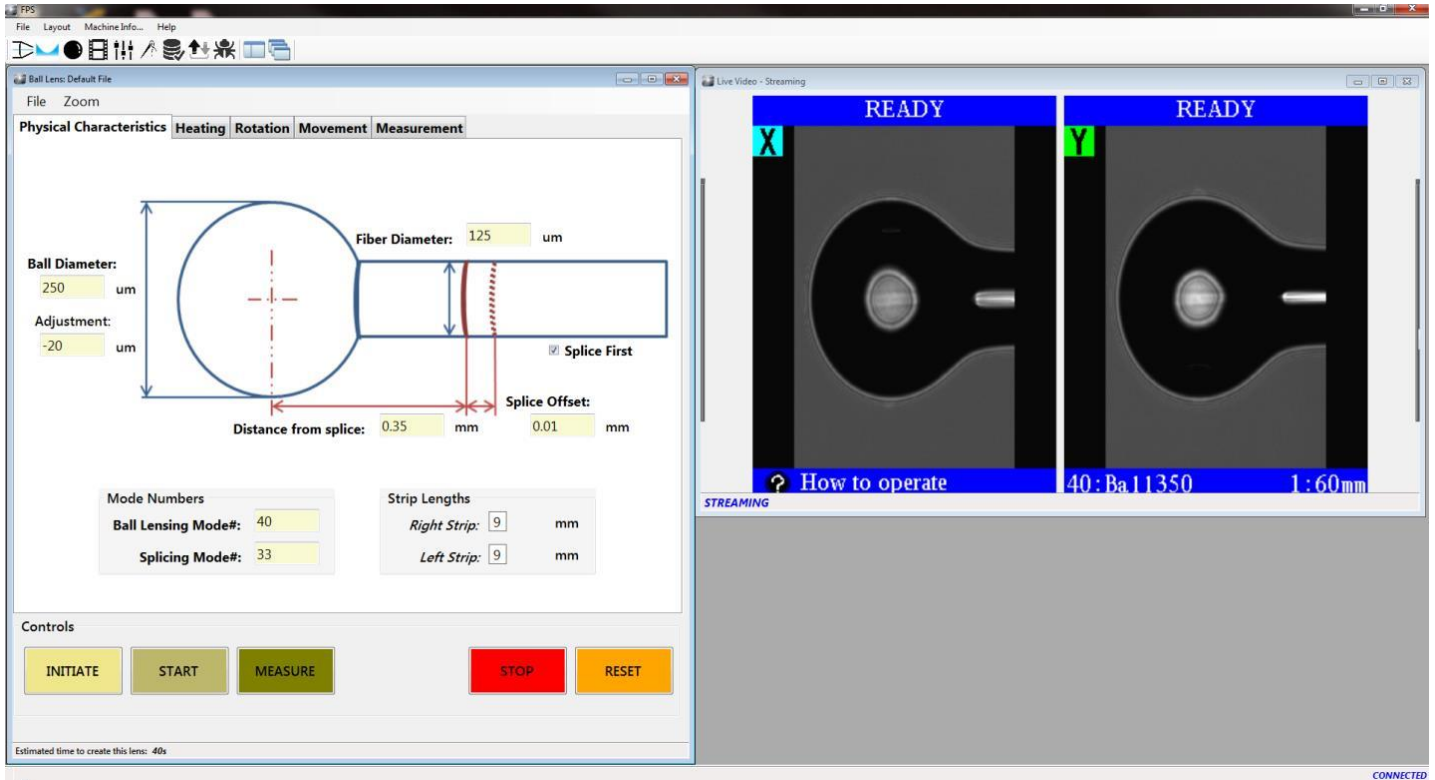 FPS
File Layout Machine Info... Help
Ball Lens: Default File
File Zoom
Physical Characteristics Heating Rotation Movement Measurement
Fiber Diameter: 125 um
Ball Diameter:
250 um
Adjustment:
-20 um
Splice First
Splice Offset:
Distance from splice: 0.35 mm 0.01 mm
Mode Numbers
Ball Lensing Mode#: 40
Splicing Mode#: 33
Strip Lengths
Right Strip: 9 mm
Left Strip: 9 mm
Controls
INITIATE START MEASURE STOP RESET
Estimated time to create this lens: 40s
Live Video - Streaming
READY READY
X Y
? How to operate 40:Ball350 1:60mm
STREAMING
CONNECTED